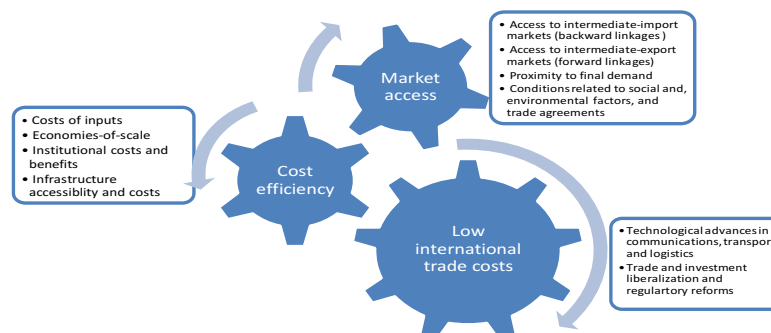 Market
access
• Access to intermediate-import
markets (backward linkages )
• Access to intermediate-export
markets (forward linkages)
• Proximity to final demand
• Conditions related to social and,
environmental factors, and
trade agreements
• Costs of inputs
• Economies-of-scale
• Institutional costs and
benefits
• Infrastructure
accessiblity and costs
Cost
efficiency
Low
international
trade costs
• Technological advances in
communications, transpor
and logistics
• Trade and investment
liberalization and
regulartory reforms